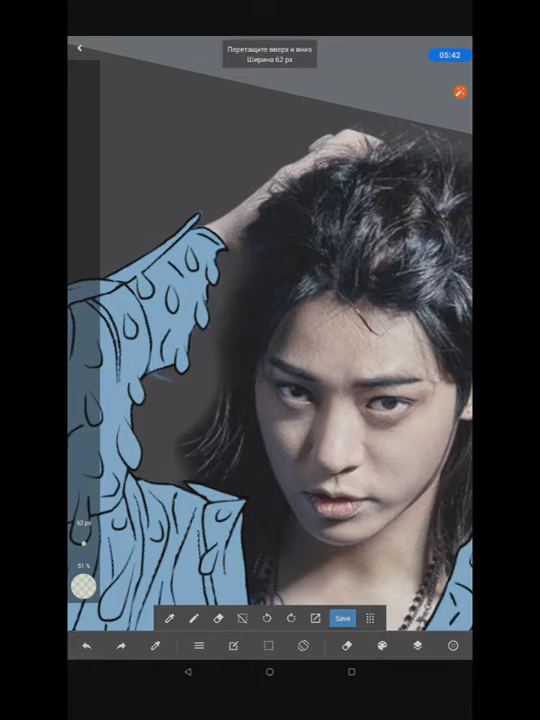 Перетащите вверх и вниз
Ширина 62 px
05:42
62 px
51 %
Save